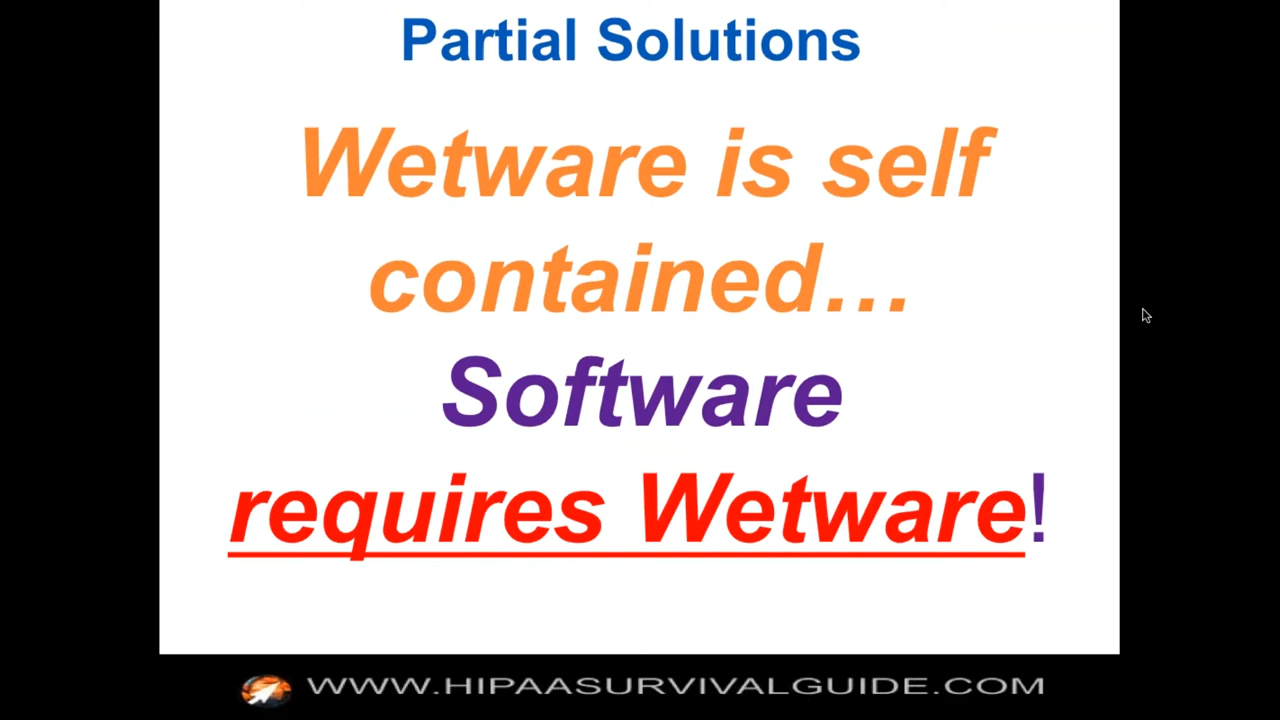 Partial Solutions
Wetware is self
contained…
Software
requires Wetware!
WWW.HIPAASURVIVALGUIDE.COM